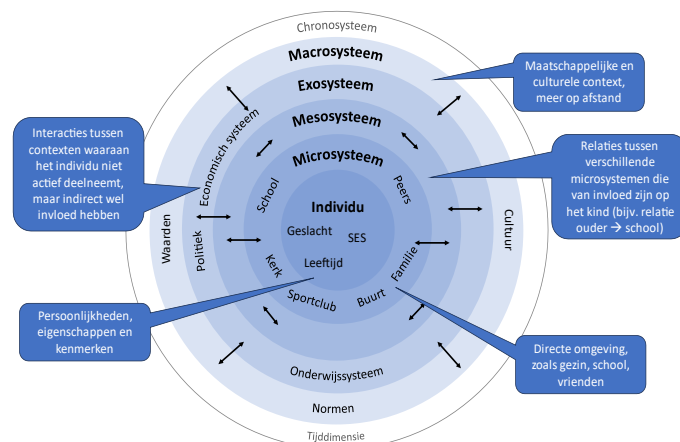 Chronosysteem
Macrosysteem
Exosysteem
Mesosysteem
Microsysteem
Individu
Geslacht
SES
Leeftijd
School
Peers
Kerk
Sportclub
Buurt
Familie
Economisch systeem
Politiek
Onderwijssysteem
Waarden
Cultuur
Normen
Tijddimensie
Maatschappelijke en
culturele context,
meer op afstand
Interacties tussen
contexten waaraan
het individu niet
actief deelneemt,
maar indirect wel
invloed hebben
Relaties tussen
verschillende
microsystemen die
van invloed zijn op
het kind (bijv. relatie
ouder → school)
Persoonlijkheden,
eigenschappen en
kenmerken
Directe omgeving,
zoals gezin, school,
vrienden